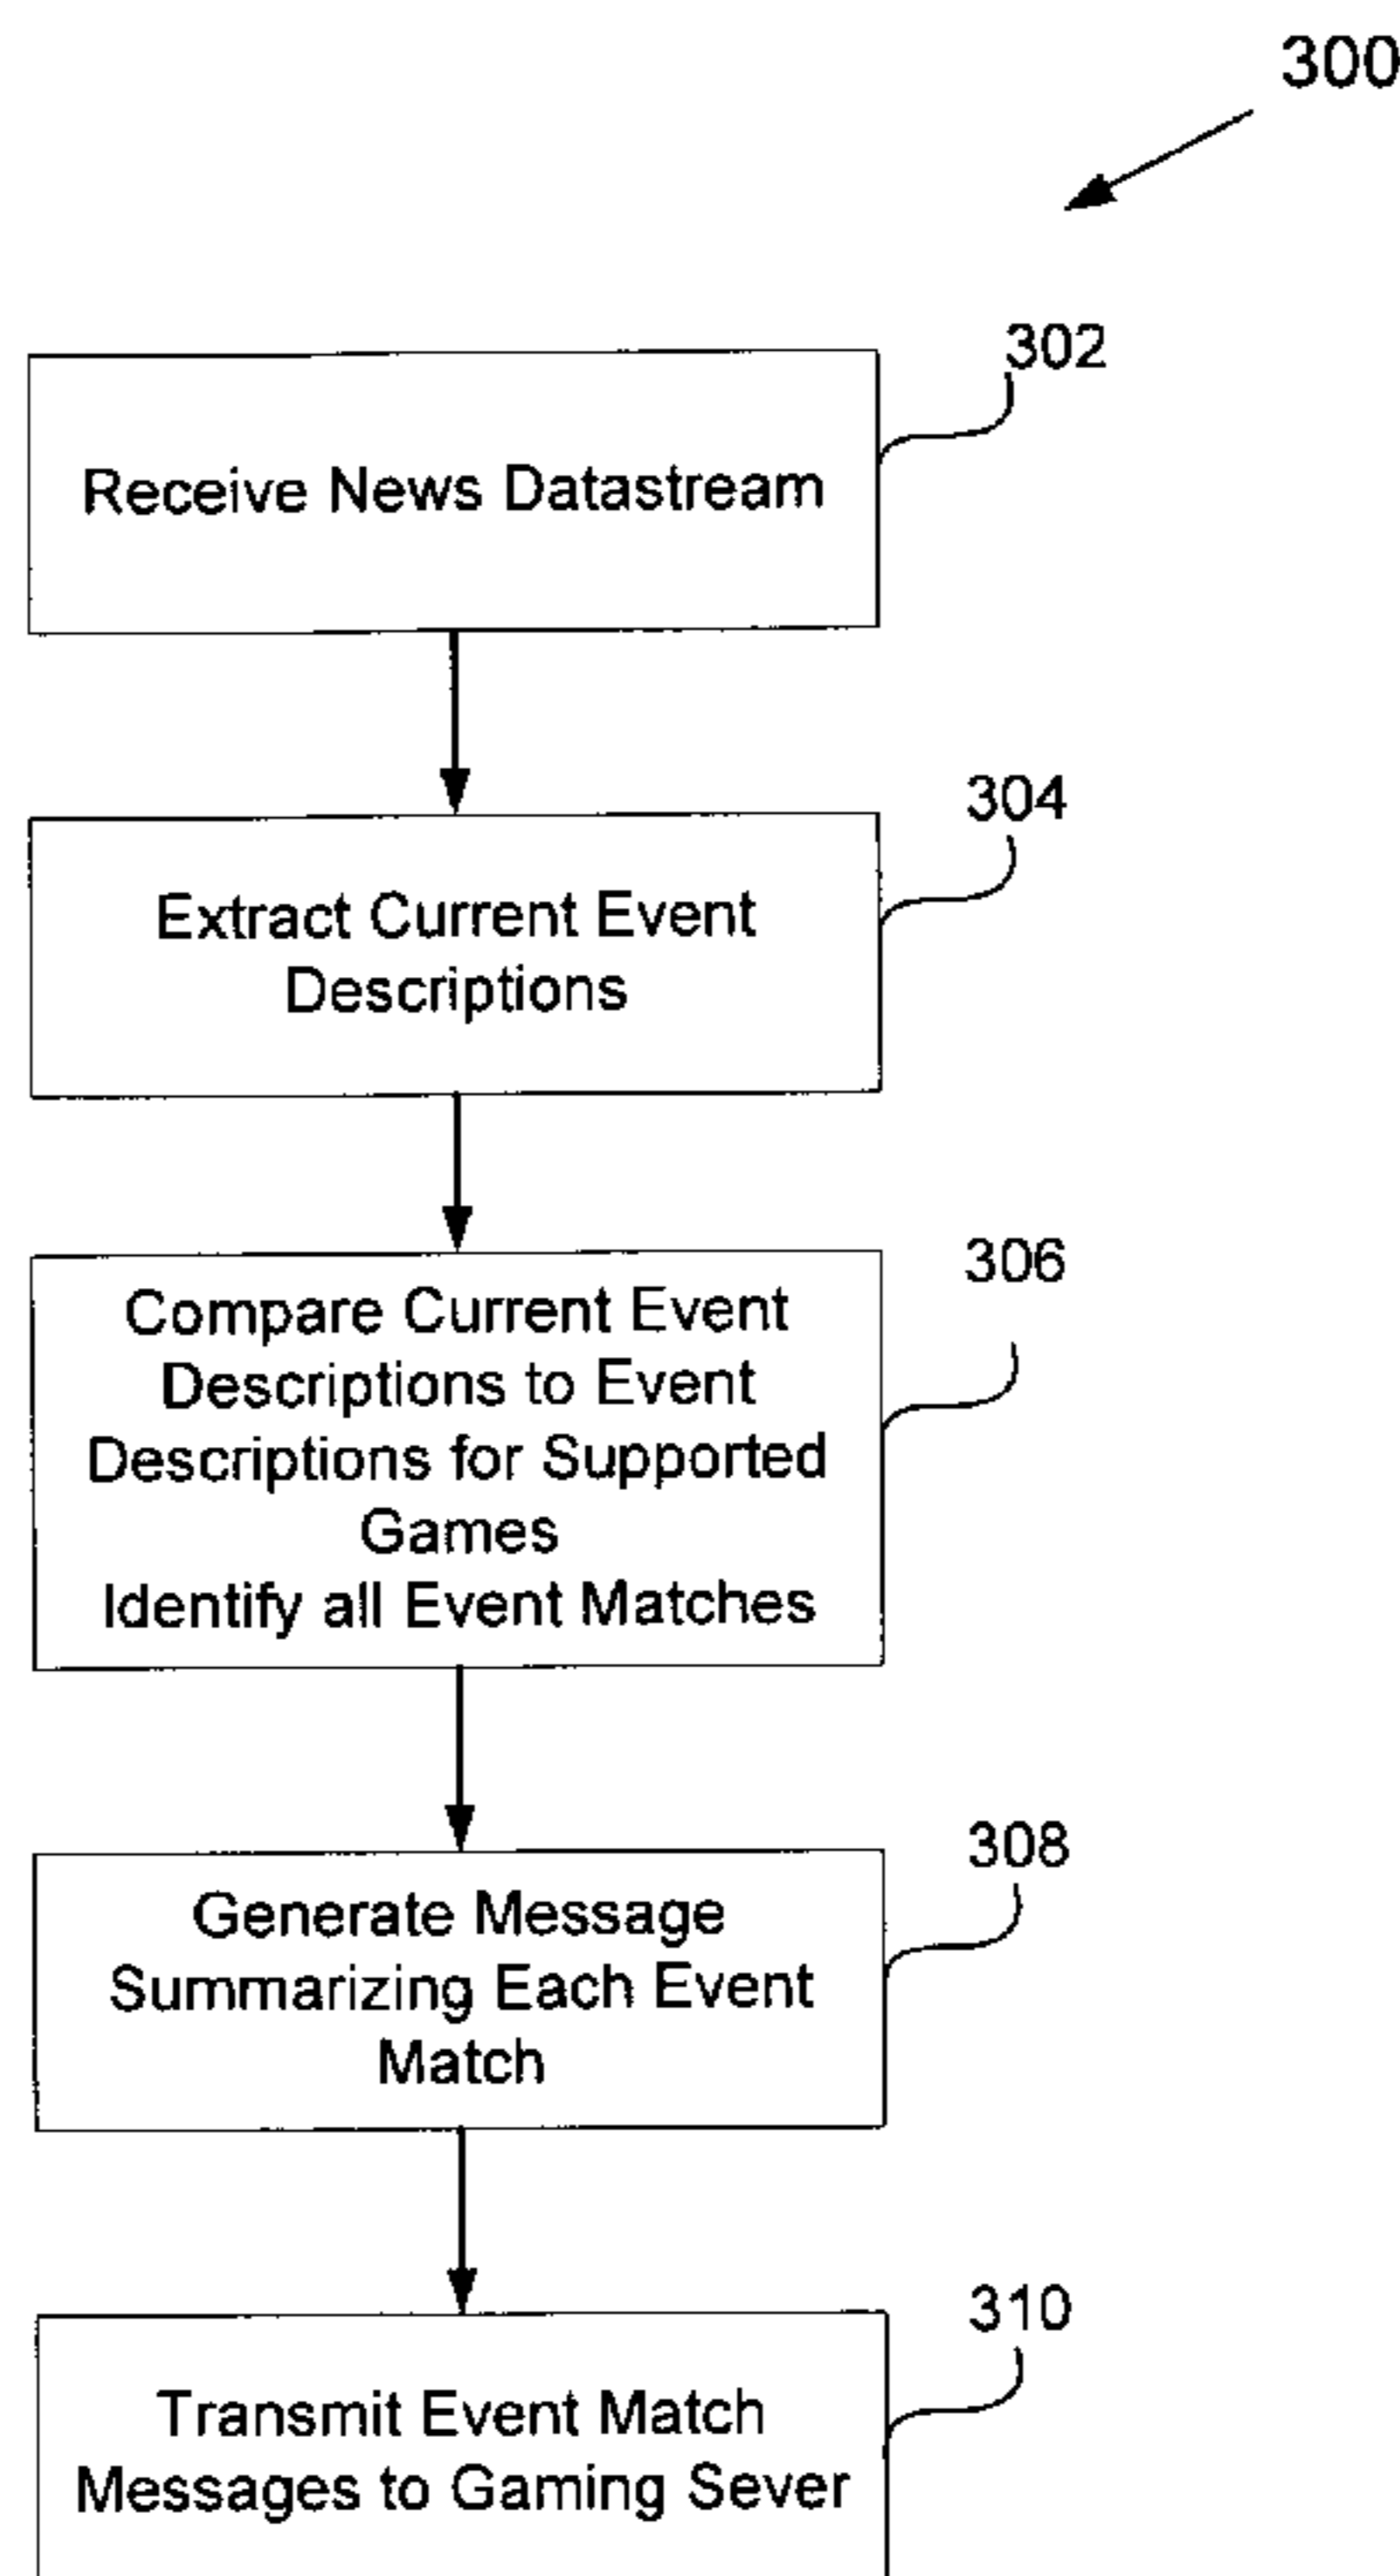 300
302
Receive News Datastream
304
Extract Current Event
Descriptions
306
Compare Current Event
Descriptions to Event
Descriptions for Supported
Games
Identify all Event Matches
308
Generate Message
Summarizing Each Event
Match
310
Transmit Event Match
Messages to Gaming Sever